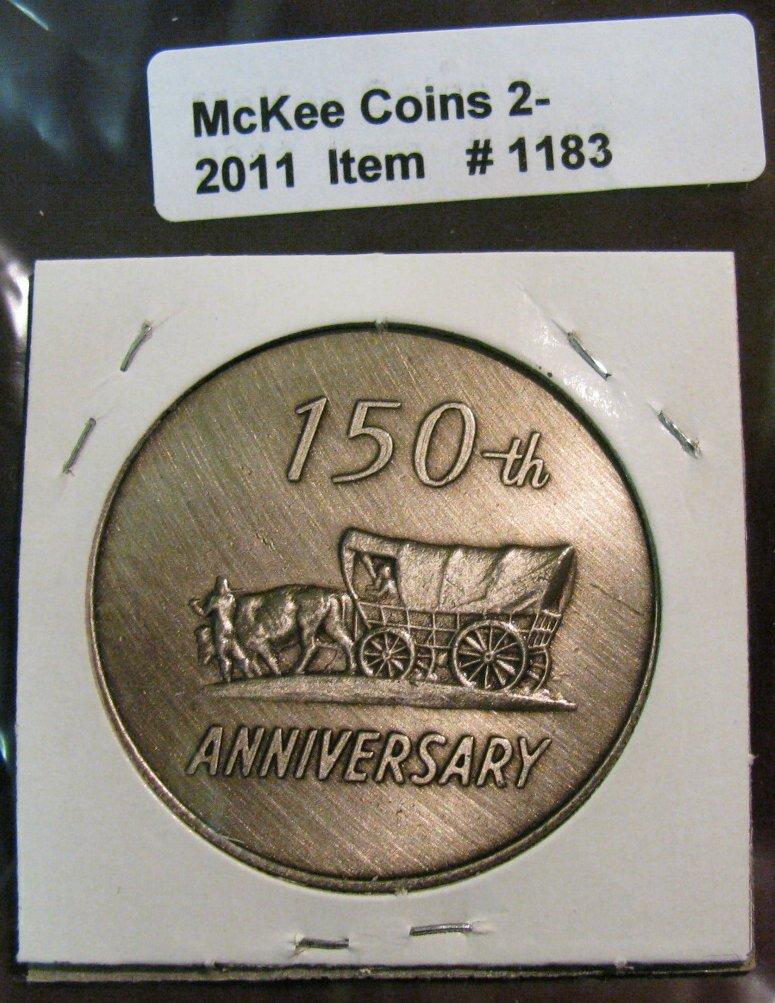 McKee Coins 2-
2011 Item # 1183
150-th
ANNIVERSARY